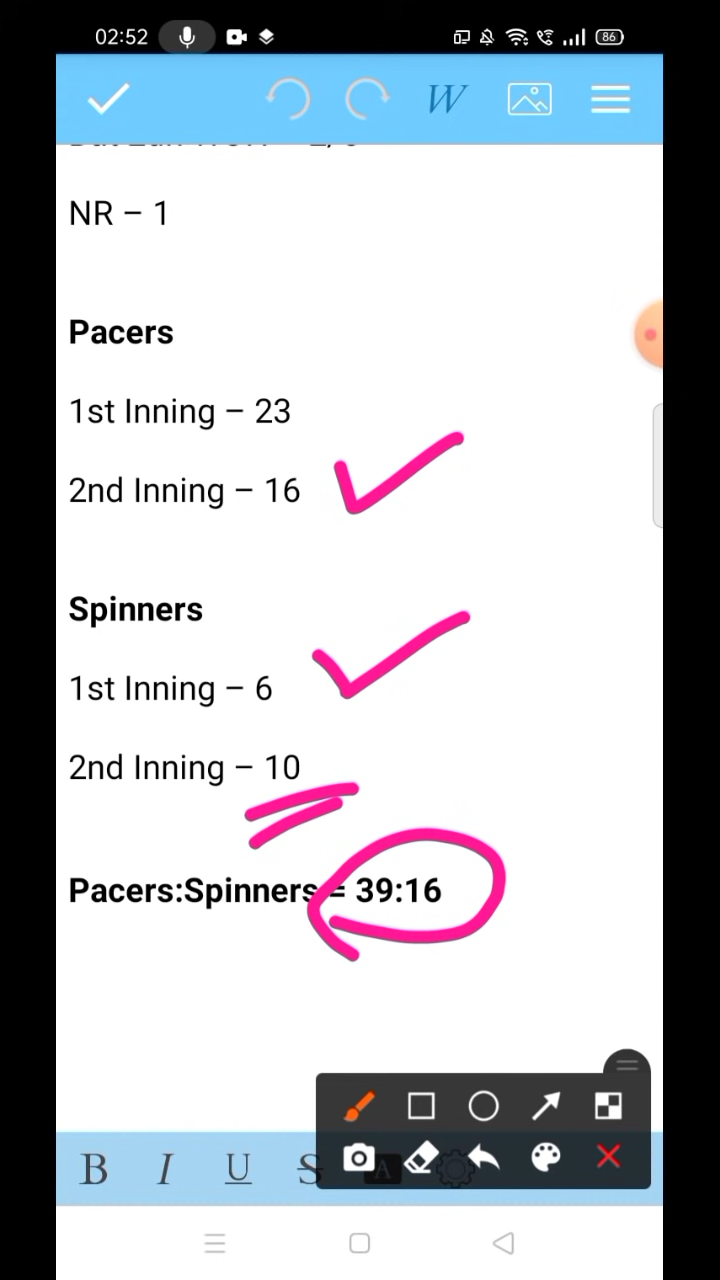 02:52
86
W
NR – 1
Pacers
1st Inning – 23
2nd Inning – 16
Spinners
1st Inning – 6
2nd Inning – 10
Pacers:Spinners = 39:16
B I U S A